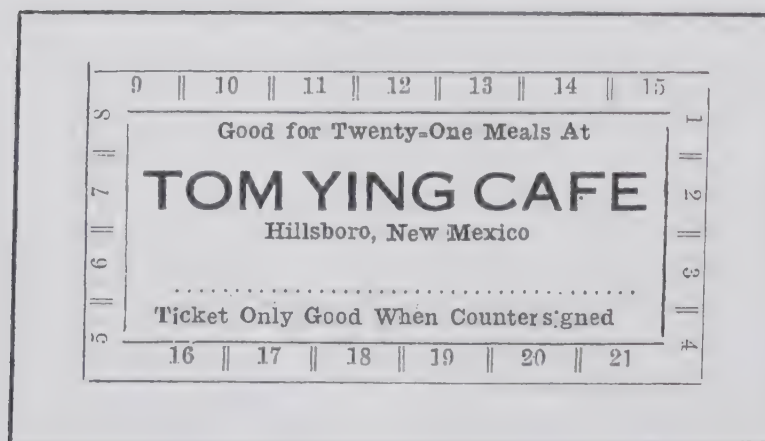 9 || 10 || 11 || 12 || 13 || 14 || 15
8 || 7 || 6 || 5
Good for Twenty=One Meals At
TOM YING CAFE
Hillsboro, New Mexico
........................................
Ticket Only Good When Countersigned
1 || 2 || 3 || 4
16 || 17 || 18 || 19 || 20 || 21